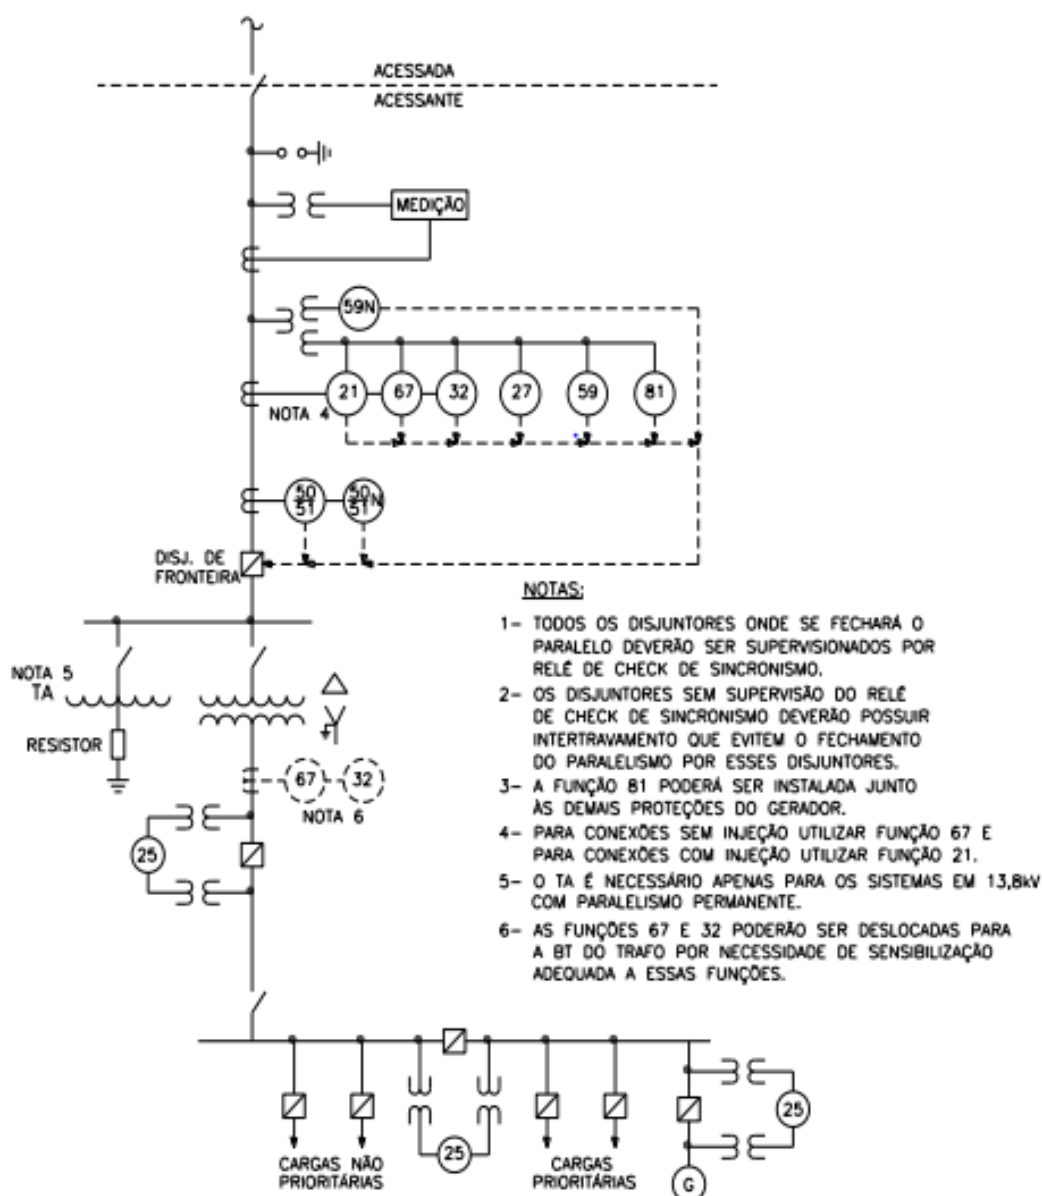 ACESSADA
ACESSANTE
MEDIÇÃO
59N
21
67
32
27
59
81
NOTA 4
50
51
50
51
N
DISJ. DE
FRONTEIRA
NOTAS:
1- TODOS OS DISJUNTORES ONDE SE FECHARÁ O
PARALELO DEVERÃO SER SUPERVISIONADOS POR
RELÉ DE CHECK DE SINCRONISMO.
2- OS DISJUNTORES SEM SUPERVISÃO DO RELÉ
DE CHECK DE SINCRONISMO DEVERÃO POSSUIR
INTERTRAVAMENTO QUE EVITEM O FECHAMENTO
DO PARALELISMO POR ESSES DISJUNTORES.
3- A FUNÇÃO 81 PODERÁ SER INSTALADA JUNTO
ÀS DEMAIS PROTEÇÕES DO GERADOR.
4- PARA CONEXÕES SEM INJEÇÃO UTILIZAR FUNÇÃO 67 E
PARA CONEXÕES COM INJEÇÃO UTILIZAR FUNÇÃO 21.
5- O TA É NECESSÁRIO APENAS PARA OS SISTEMAS EM 13,8kV
COM PARALELISMO PERMANENTE.
6- AS FUNÇÕES 67 E 32 PODERÃO SER DESLOCADAS PARA
A BT DO TRAFO POR NECESSIDADE DE SENSIBILIZAÇÃO
ADEQUADA A ESSAS FUNÇÕES.
NOTA 5
TA
RESISTOR
67
32
NOTA 6
25
25
25
CARGAS NÃO
PRIORITÁRIAS
CARGAS
PRIORITÁRIAS
G